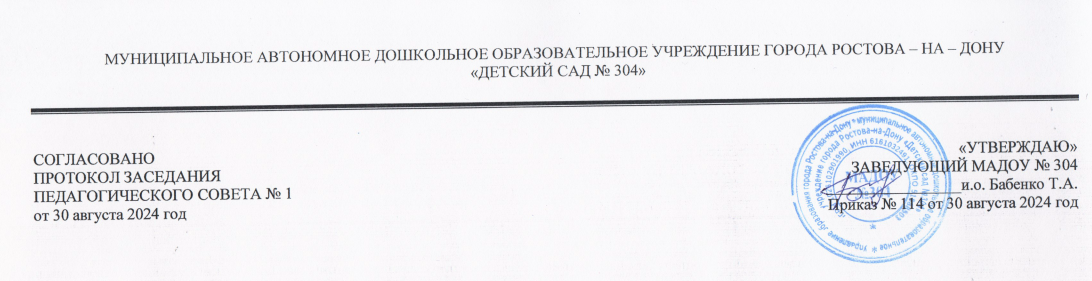 МУНИЦИПАЛЬНОЕ АВТОНОМНОЕ ДОШКОЛЬНОЕ ОБРАЗОВАТЕЛЬНОЕ УЧРЕЖДЕНИЕ ГОРОДА РОСТОВА – НА – ДОНУ
«ДЕТСКИЙ САД № 304»
СОГЛАСОВАНО
ПРОТОКОЛ ЗАСЕДАНИЯ
ПЕДАГОГИЧЕСКОГО СОВЕТА № 1
от 30 августа 2024 год
«УТВЕРЖДАЮ»
ЗАВЕДУЮЩИЙ МАДОУ № 304
и.о. Бабенко Т.А.
Приказ № 114 от 30 августа 2024 год